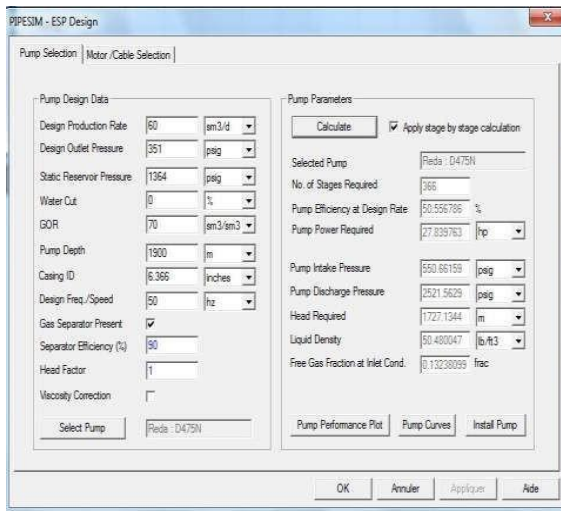 PIPESIM - ESP Design
Pump Selection Motor /Cable Selection
Pump Design Data
Design Production Rate 60 sm3/d
Design Outlet Pressure 351 psig
Static Reservoir Pressure 1364 psig
Water Cut 0 %
GOR 70 sm3/sm3
Pump Depth 1900 m
Casing ID 6.366 inches
Design Freq./Speed 50 hz
Gas Separator Present
Separator Efficiency (%) 90
Head Factor 1
Viscosity Correction
Select Pump Reda : D475N
Pump Parameters
Calculate Apply stage by stage calculation
Selected Pump Reda : D475N
No. of Stages Required 366
Pump Efficiency at Design Rate 50.556786 %
Pump Power Required 27.839763 hp
Pump Intake Pressure 550.66159 psig
Pump Discharge Pressure 2521.5629 psig
Head Required 1727.1344 m
Liquid Density 50.480047 lb/ft3
Free Gas Fraction at Inlet Cond. 0.13238099 frac
Pump Performance Plot Pump Curves Install Pump
OK Annuler Appliquer Aide